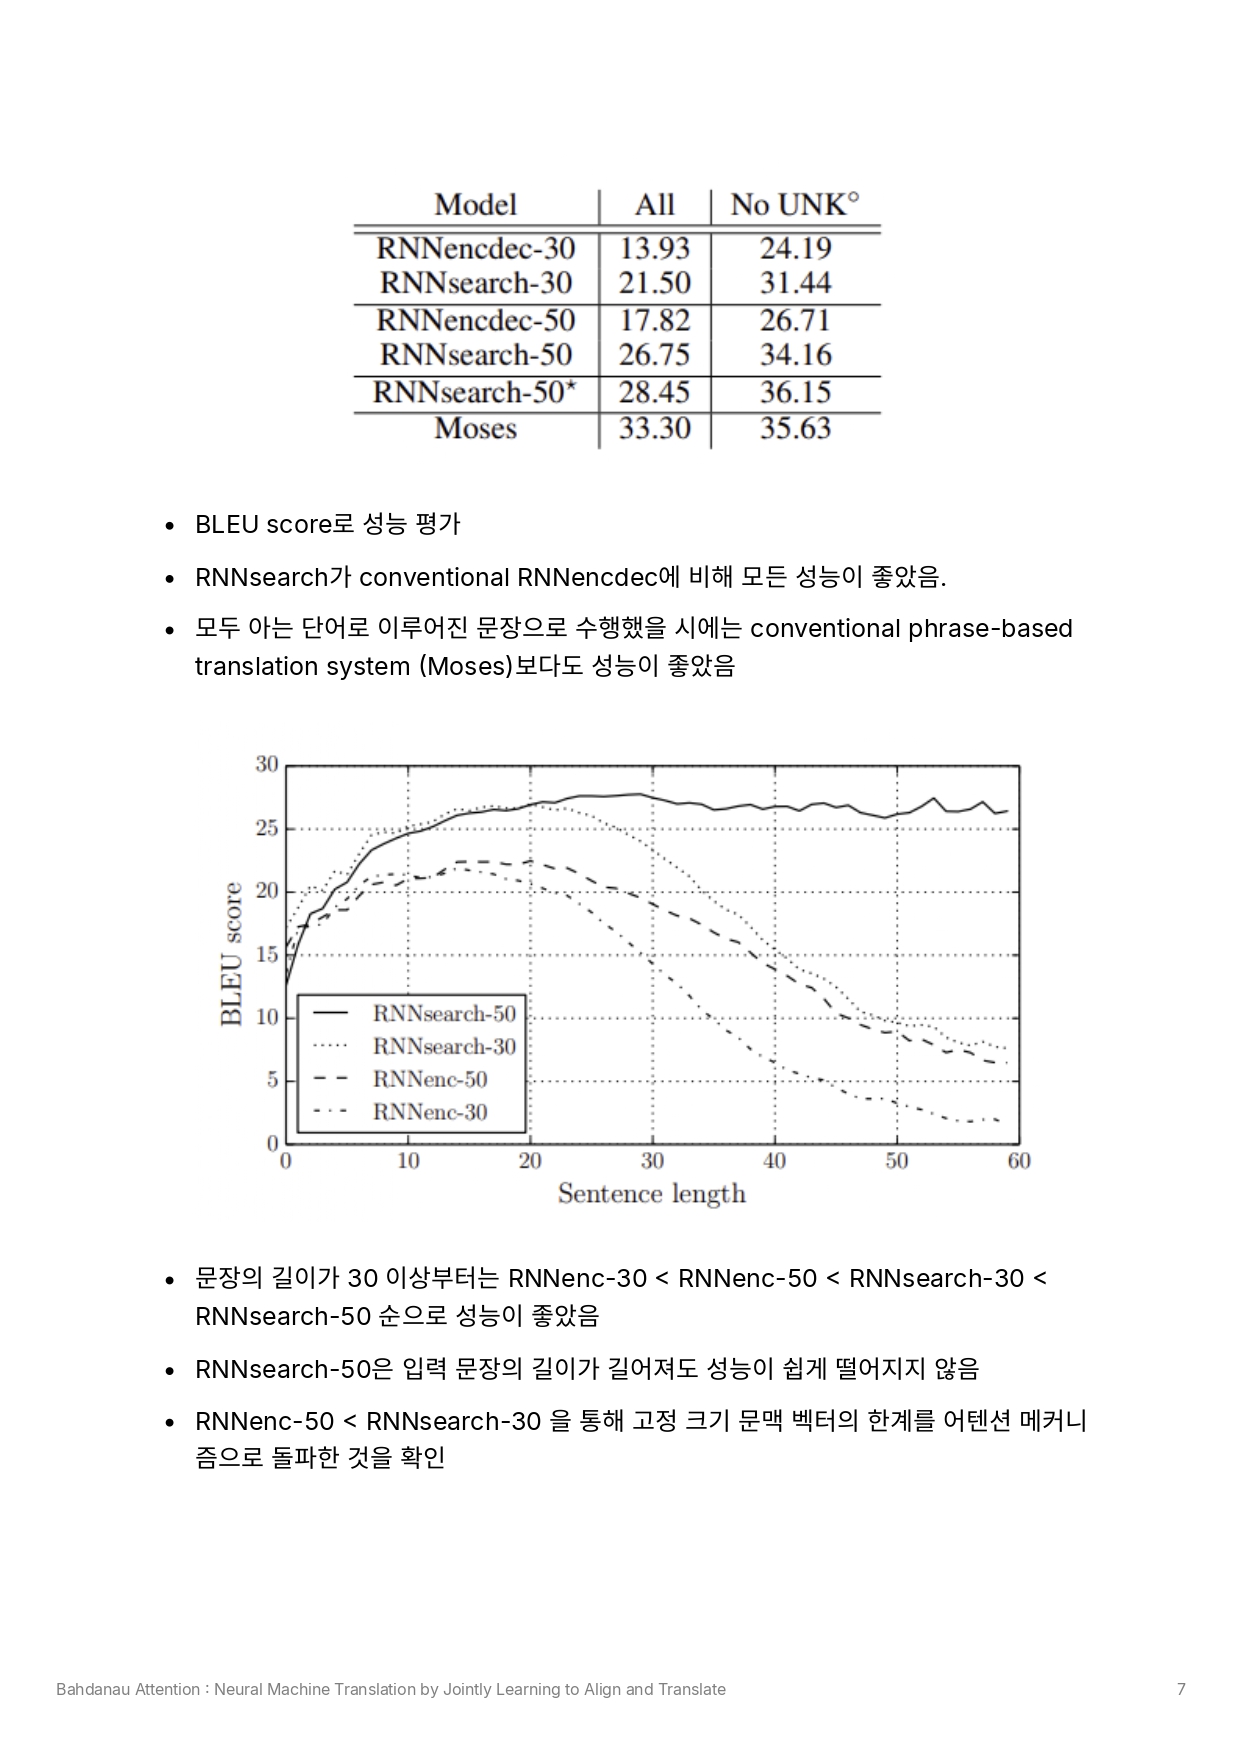 Model All No UNK°
RNNencdec-30 13.93 24.19
RNNsearch-30 21.50 31.44
RNNencdec-50 17.82 26.71
RNNsearch-50 26.75 34.16
RNNsearch-50⋆ 28.45 36.15
Moses 33.30 35.63
• BLEU score로 성능 평가
• RNNsearch가 conventional RNNencdec에 비해 모든 성능이 좋았음.
• 모두 아는 단어로 이루어진 문장으로 수행했을 시에는 conventional phrase-based
translation system (Moses)보다도 성능이 좋았음
30
25
20
15
10
5
0
BLEU score
RNNsearch-50
RNNsearch-30
RNNenc-50
RNNenc-30
0 10 20 30 40 50 60
Sentence length
• 문장의 길이가 30 이상부터는 RNNenc-30 < RNNenc-50 < RNNsearch-30 <
RNNsearch-50 순으로 성능이 좋았음
• RNNsearch-50은 입력 문장의 길이가 길어져도 성능이 쉽게 떨어지지 않음
• RNNenc-50 < RNNsearch-30 을 통해 고정 크기 문맥 벡터의 한계를 어텐션 메커니
즘으로 돌파한 것을 확인
Bahdanau Attention : Neural Machine Translation by Jointly Learning to Align and Translate 7